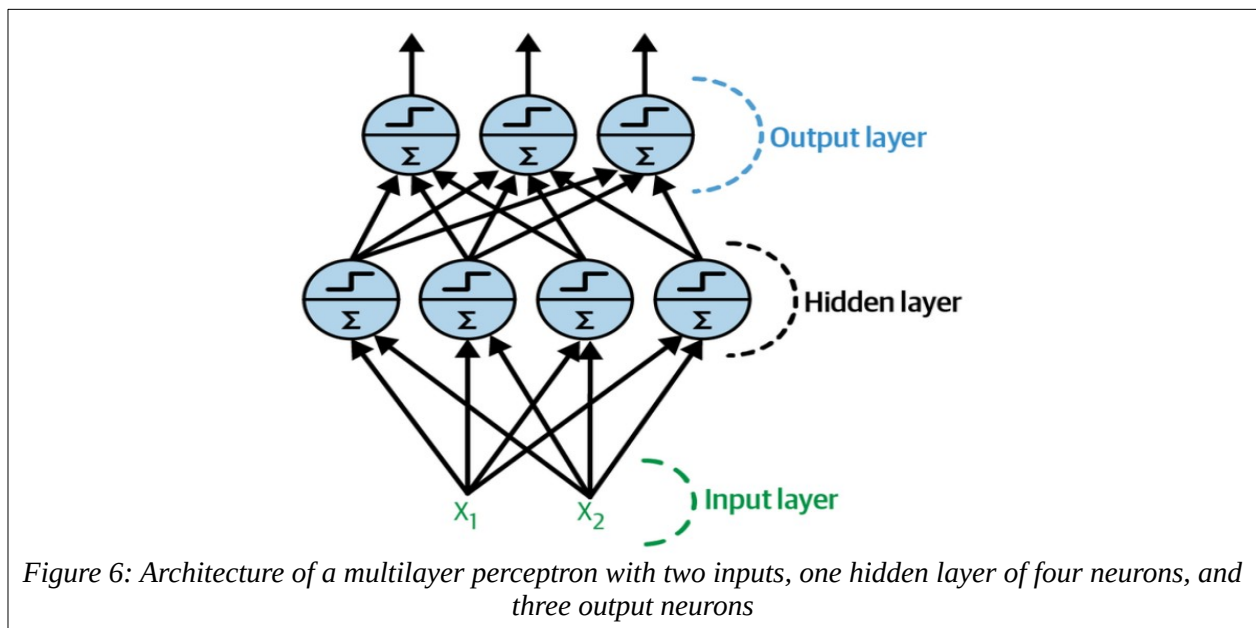 Σ Σ Σ
Output layer
Σ Σ Σ Σ
Hidden layer
X₁ X₂
Input layer
Figure 6: Architecture of a multilayer perceptron with two inputs, one hidden layer of four neurons, and
three output neurons